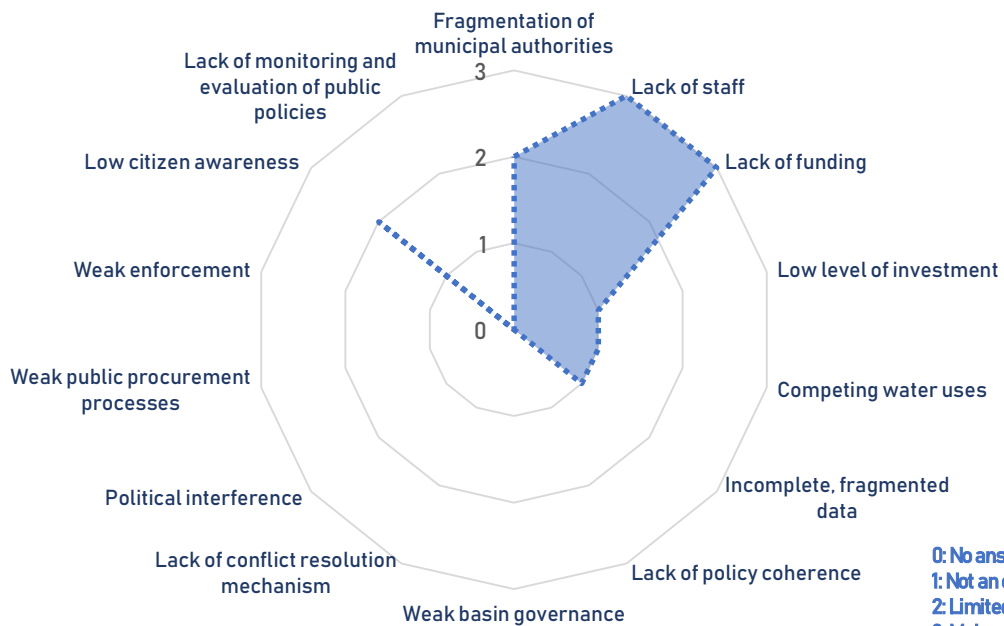 Fragmentation of
municipal authorities
Lack of monitoring and
evaluation of public
policies
3
Lack of staff
Low citizen awareness
2
Lack of funding
1
Weak enforcement
Low level of investment
0
Weak public procurement
processes
Competing water uses
Political interference
Incomplete, fragmented
data
Lack of conflict resolution
mechanism
Lack of policy coherence
Weak basin governance
0: No
1: Not an
2: Limited